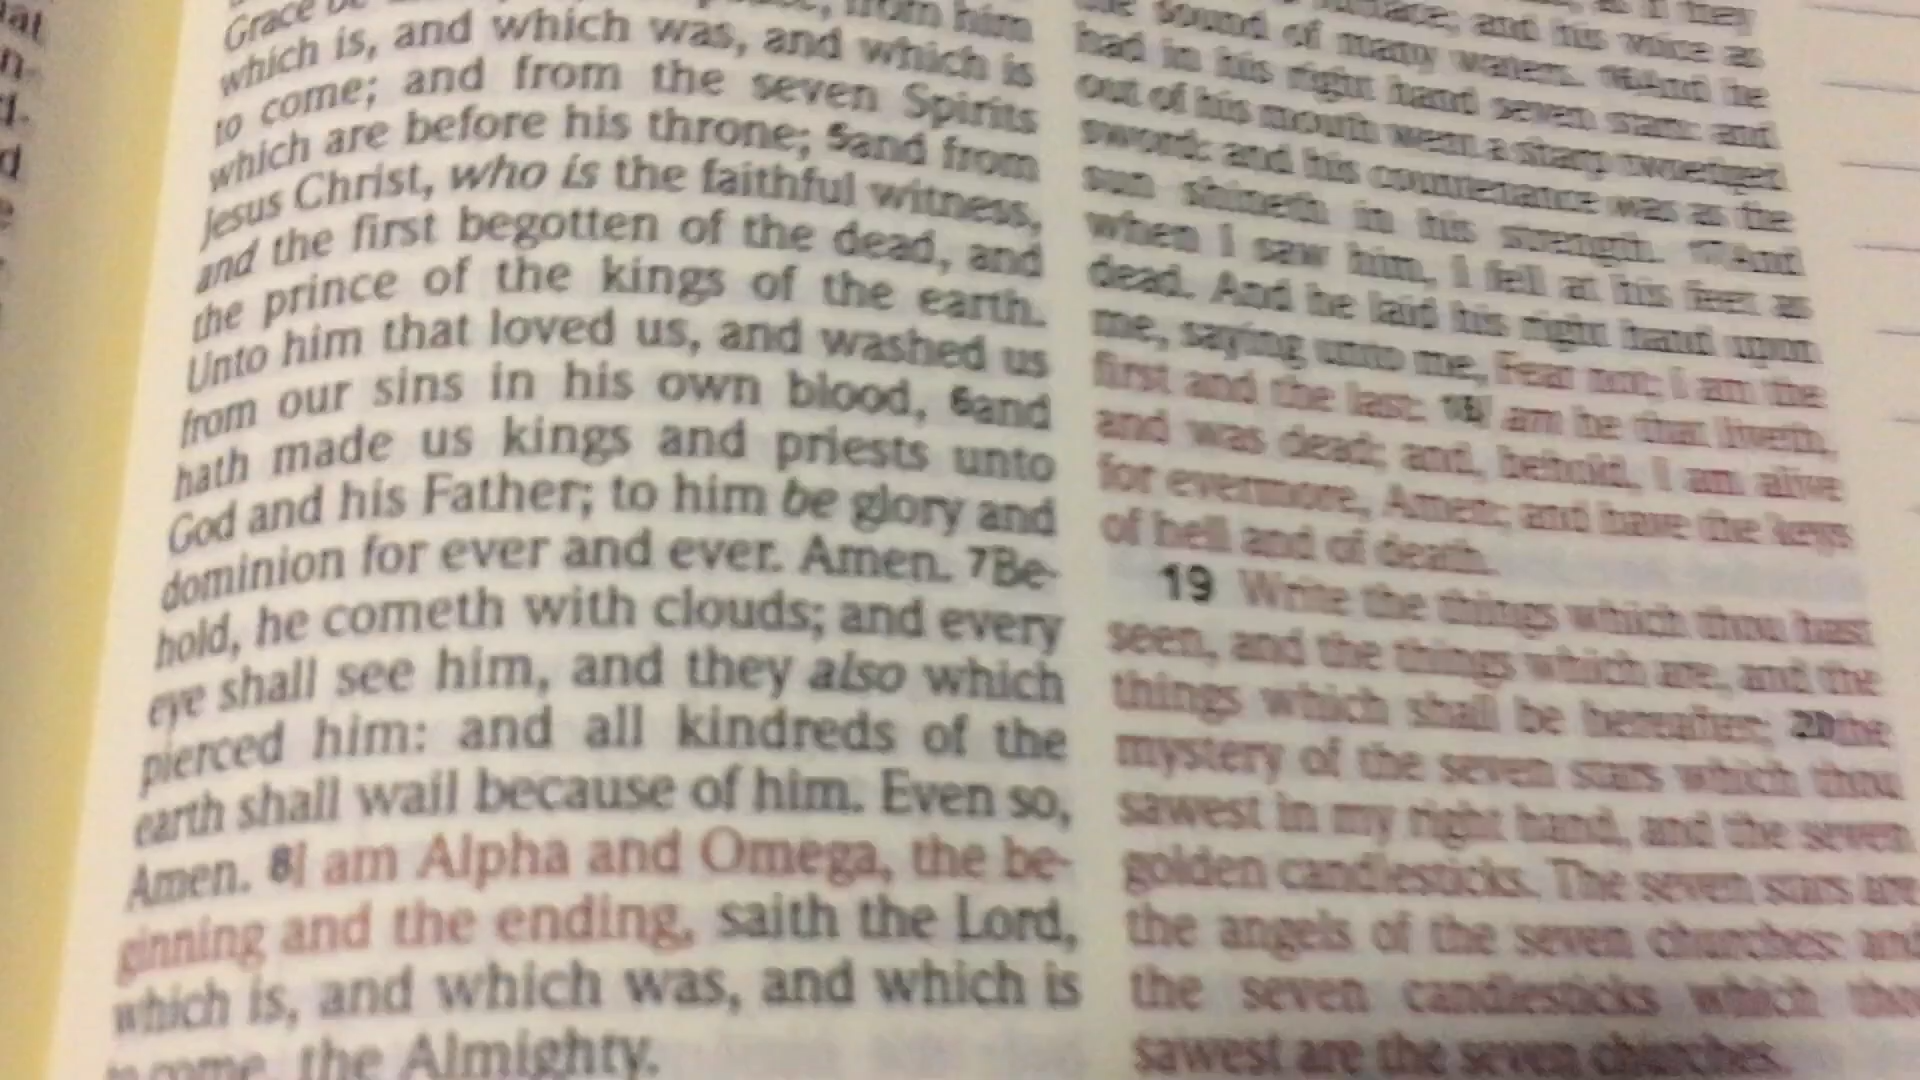 Grace be
from him
which is, and which was, and which is
to come; and from the seven Spirits
which are before his throne; 5and from
Jesus Christ, who is the faithful witness,
and the first begotten of the dead, and
the prince of the kings of the earth.
Unto him that loved us, and washed us
from our sins in his own blood, 6and
hath made us kings and priests unto
God and his Father; to him be glory and
dominion for ever and ever. Amen. 7Be-
hold, he cometh with clouds; and every
eye shall see him, and they also which
pierced him: and all kindreds of the
earth shall wail because of him. Even so,
Amen. 8I am Alpha and Omega, the be-
ginning and the ending, saith the Lord,
which is, and which was, and which is
to come, the Almighty.
furnace; and his voice as
the sound of many waters. 16And he
had in his right hand seven stars: and
out of his mouth went a sharp twoedged
sword: and his countenance was as the
sun shineth in his strength. 17And
when I saw him, I fell at his feet as
dead. And he laid his right hand upon
me, saying unto me, Fear not; I am the
first and the last: 18I am he that liveth,
and was dead; and, behold, I am alive
for evermore, Amen; and have the keys
of hell and of death.
19 Write the things which thou hast
seen, and the things which are, and the
things which shall be hereafter; 20the
mystery of the seven stars which thou
sawest in my right hand, and the seven
golden candlesticks. The seven stars are
the angels of the seven churches: and
the seven candlesticks which thou
sawest are the seven churches.